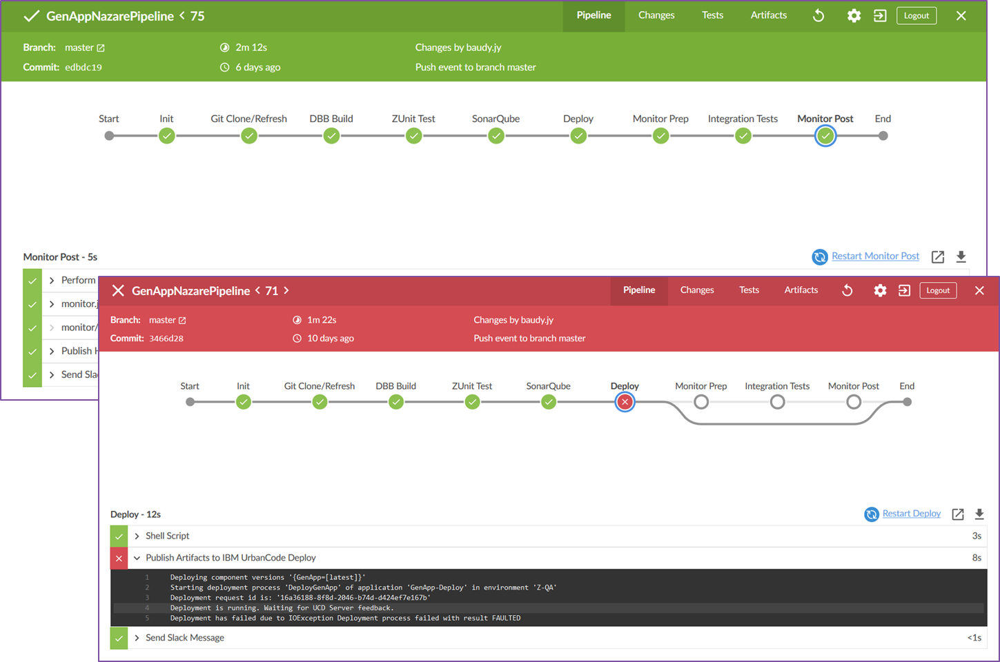 GenAppNazarePipeline < 75
Pipeline Changes Tests Artifacts Logout
Branch: master 2m 12s Changes by baudy.jy
Commit: edbdc19 6 days ago Push event to branch master
Start Init Git Clone/Refresh DBB Build ZUnit Test SonarQube Deploy Monitor Prep Integration Tests Monitor Post End
Monitor Post - 5s Restart Monitor Post
Perform
monitor.j
monitor/
Publish H
Send Sla
GenAppNazarePipeline < 71 >
Pipeline Changes Tests Artifacts Logout
Branch: master 1m 22s Changes by baudy.jy
Commit: 3466d28 10 days ago Push event to branch master
Start Init Git Clone/Refresh DBB Build ZUnit Test SonarQube Deploy Monitor Prep Integration Tests Monitor Post End
Deploy - 12s Restart Deploy
Shell Script 3s
Publish Artifacts to IBM UrbanCode Deploy 8s
1 Deploying component versions '{GenApp=[latest]}'
2 Starting deployment process 'DeployGenApp' of application 'GenApp-Deploy' in environment 'Z-QA'
3 Deployment request id is: '16a36188-8f8d-2046-b74d-d424ef7e167b'
4 Deployment is running. Waiting for UCD Server feedback.
5 Deployment has failed due to IOException Deployment process failed with result FAULTED
Send Slack Message <1s